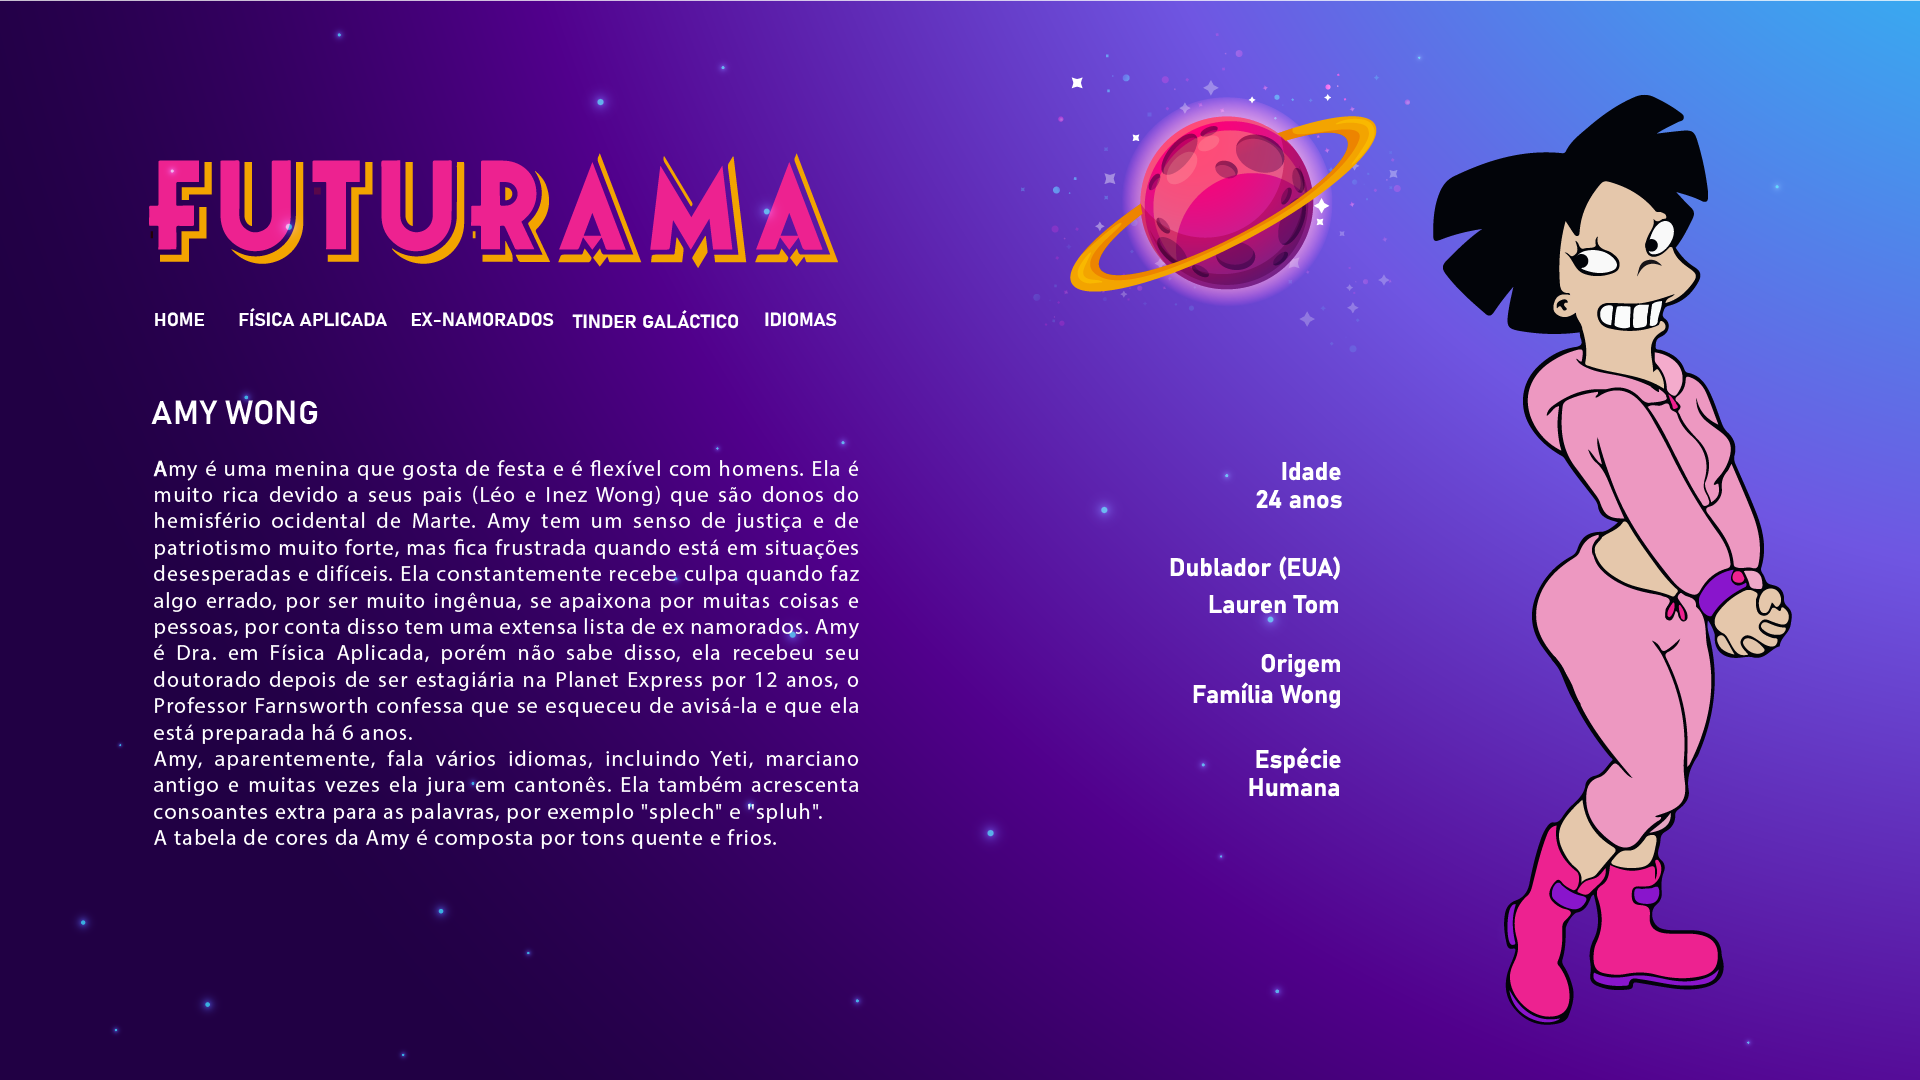 FUTURAMA
HOME FÍSICA APLICADA EX-NAMORADOS TINDER GALÁCTICO IDIOMAS
AMY WONG
Amy é uma menina que gosta de festa e é flexível com homens. Ela é
muito rica devido a seus pais (Léo e Inez Wong) que são donos do
hemisfério ocidental de Marte. Amy tem um senso de justiça e de
patriotismo muito forte, mas fica frustrada quando está em situações
desesperadas e difíceis. Ela constantemente recebe culpa quando faz
algo errado, por ser muito ingênua, se apaixona por muitas coisas e
pessoas, por conta disso tem uma extensa lista de ex namorados. Amy
é Dra. em Física Aplicada, porém não sabe disso, ela recebeu seu
doutorado depois de ser estagiária na Planet Express por 12 anos, o
Professor Farnsworth confessa que se esqueceu de avisá-la e que ela
está preparada há 6 anos.
Amy, aparentemente, fala vários idiomas, incluindo Yeti, marciano
antigo e muitas vezes ela jura em cantonês. Ela também acrescenta
consoantes extra para as palavras, por exemplo "splech" e "spluh".
A tabela de cores da Amy é composta por tons quente e frios.
Idade
24 anos
Dublador (EUA)
Lauren Tom
Origem
Família Wong
Espécie
Humana